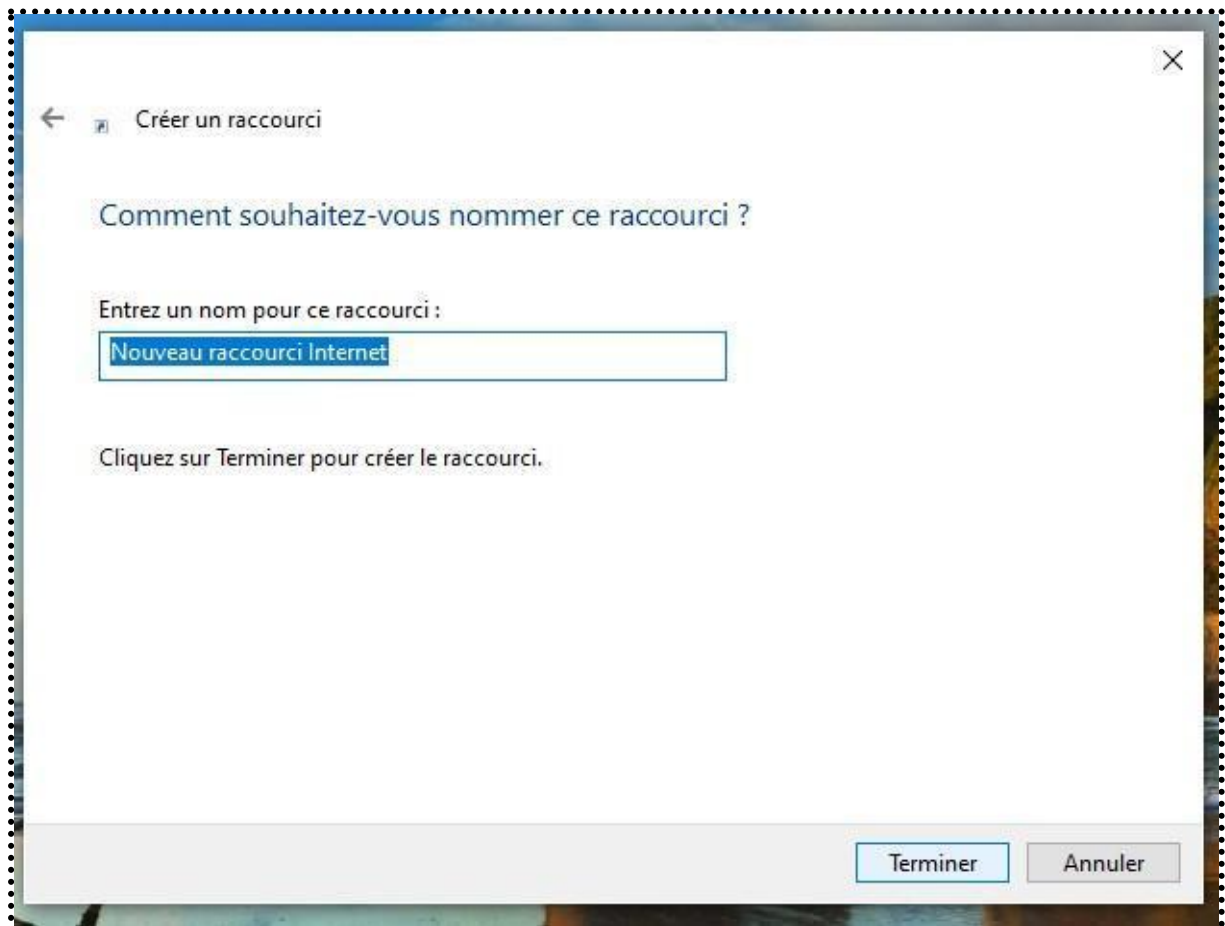 Créer un raccourci
Comment souhaitez-vous nommer ce raccourci ?
Entrez un nom pour ce raccourci :
Nouveau raccourci Internet
Cliquez sur Terminer pour créer le raccourci.
Terminer Annuler